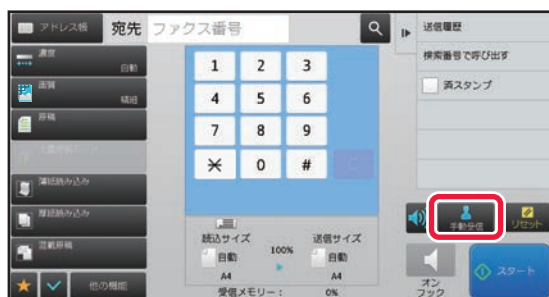 アドレス帳
宛先
ファックス番号
濃度
自動
画質
精細
原稿
薄紙読み込み
厚紙読み込み
混載原稿
他の機能
1 2 3
4 5 6
7 8 9
0 #
読込サイズ
自動
A4
100%
送信サイズ
自動
A4
受信メモリー: 0%
送信履歴
検索番号で呼び出す
済スタンプ
手動受信
リセット
オン
フック
スタート